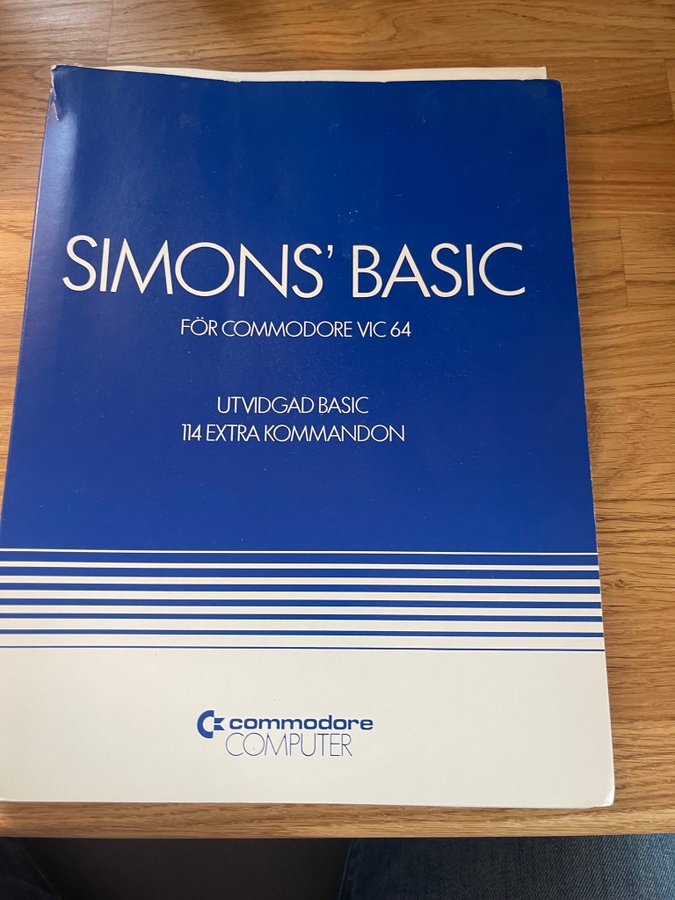 SIMONS' BASIC
FÖR COMMODORE VIC 64
UTVIDGAD BASIC
114 EXTRA KOMMANDON
commodore
COMPUTER